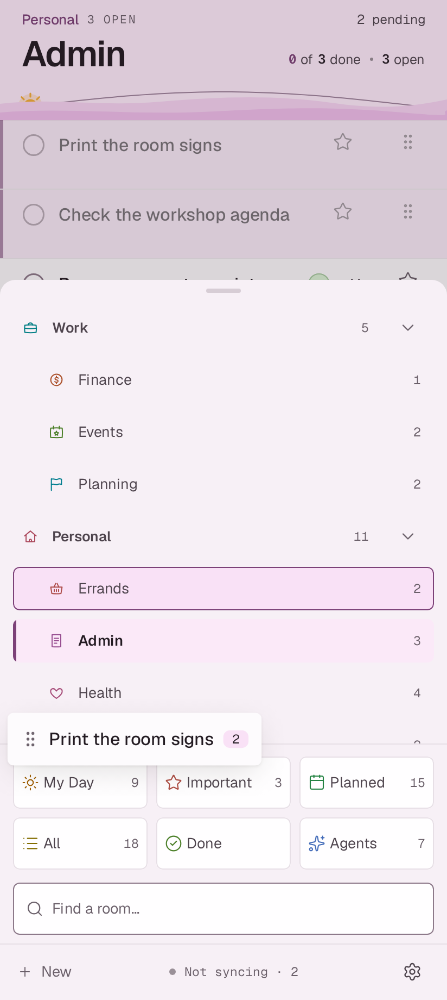 Personal 3 OPEN 2 pending
Admin 0 of 3 done • 3 open
Print the room signs
Check the workshop agenda
Work 5
Finance 1
Events 2
Planning 2
Personal 11
Errands 2
Admin 3
Health 4
Print the room signs 2
My Day 9 Important 3 Planned 15
All 18 Done Agents 7
Find a room...
+ New Not syncing · 2